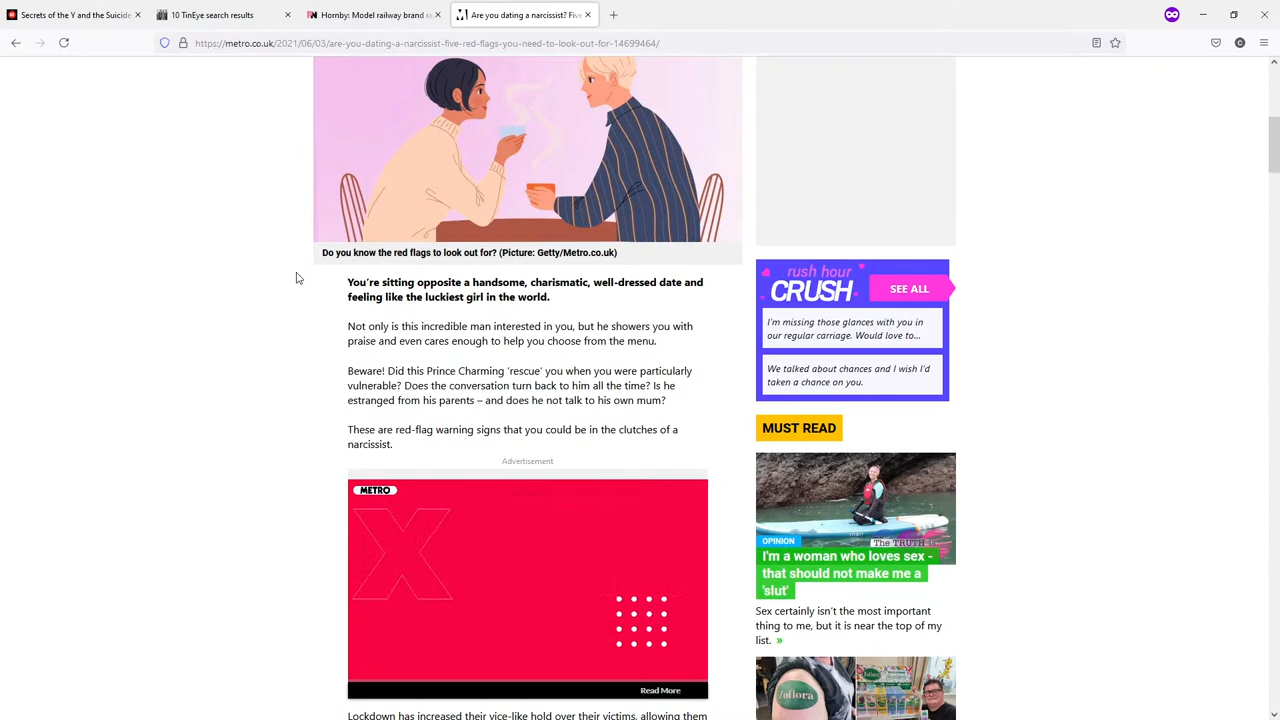 Secrets of the Y and the Suicide
10 TinEye search results
Hornby: Model railway brand ra
Are you dating a narcissist? Five
https://metro.co.uk/2021/06/03/are-you-dating-a-narcissist-five-red-flags-you-need-to-look-out-for-14699464/
Do you know the red flags to look out for? (Picture: Getty/Metro.co.uk)
You're sitting opposite a handsome, charismatic, well-dressed date and
feeling like the luckiest girl in the world.
Not only is this incredible man interested in you, but he showers you with
praise and even cares enough to help you choose from the menu.
Beware! Did this Prince Charming ‘rescue’ you when you were particularly
vulnerable? Does the conversation turn back to him all the time? Is he
estranged from his parents – and does he not talk to his own mum?
These are red-flag warning signs that you could be in the clutches of a
narcissist.
Advertisement
METRO
X
Read More
Lockdown has increased their vice-like hold over their victims, allowing them
rush hour
CRUSH
SEE ALL
I'm missing those glances with you in
our regular carriage. Would love to...
We talked about chances and I wish I'd
taken a chance on you.
MUST READ
The TRUTH is..
OPINION
I'm a woman who loves sex -
that should not make me a
'slut'
Sex certainly isn’t the most important
thing to me, but it is near the top of my
list. »
Zoflora